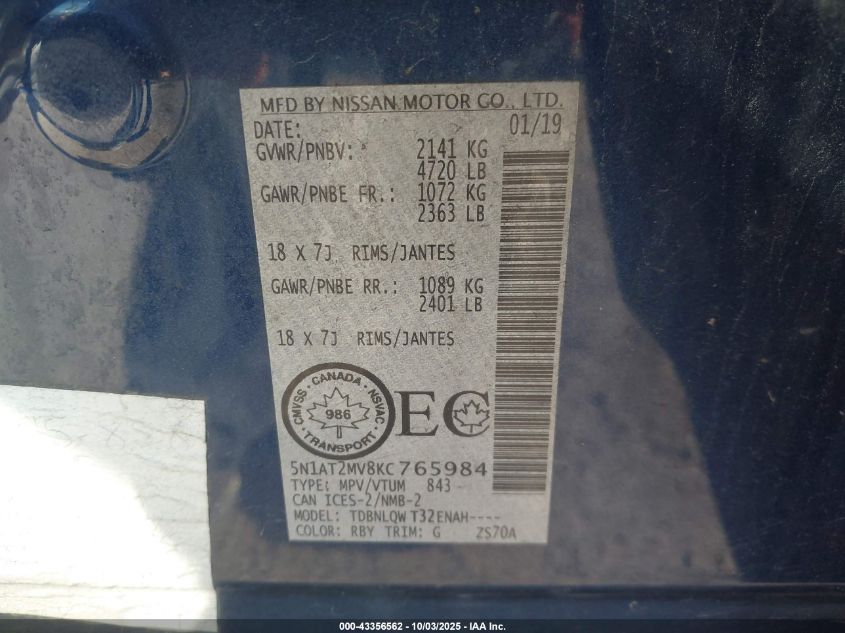 MFD BY NISSAN MOTOR CO., LTD.
DATE: 01/19
GVWR/PNBV: 2141 KG
4720 LB
GAWR/PNBE FR.: 1072 KG
2363 LB
18 X 7J RIMS/JANTES
GAWR/PNBE RR.: 1089 KG
2401 LB
18 X 7J RIMS/JANTES
CANADA
CMVSS NSVAC
986
TRANSPORT
EC
5N1AT2MV8KC765984
TYPE: MPV/VTUM 843
CAN ICES-2/NMB-2
MODEL: TDBNLQW T32ENAH----
COLOR: RBY TRIM: G ZS70A
000-43356562 - 10/03/2025 - IAA Inc.